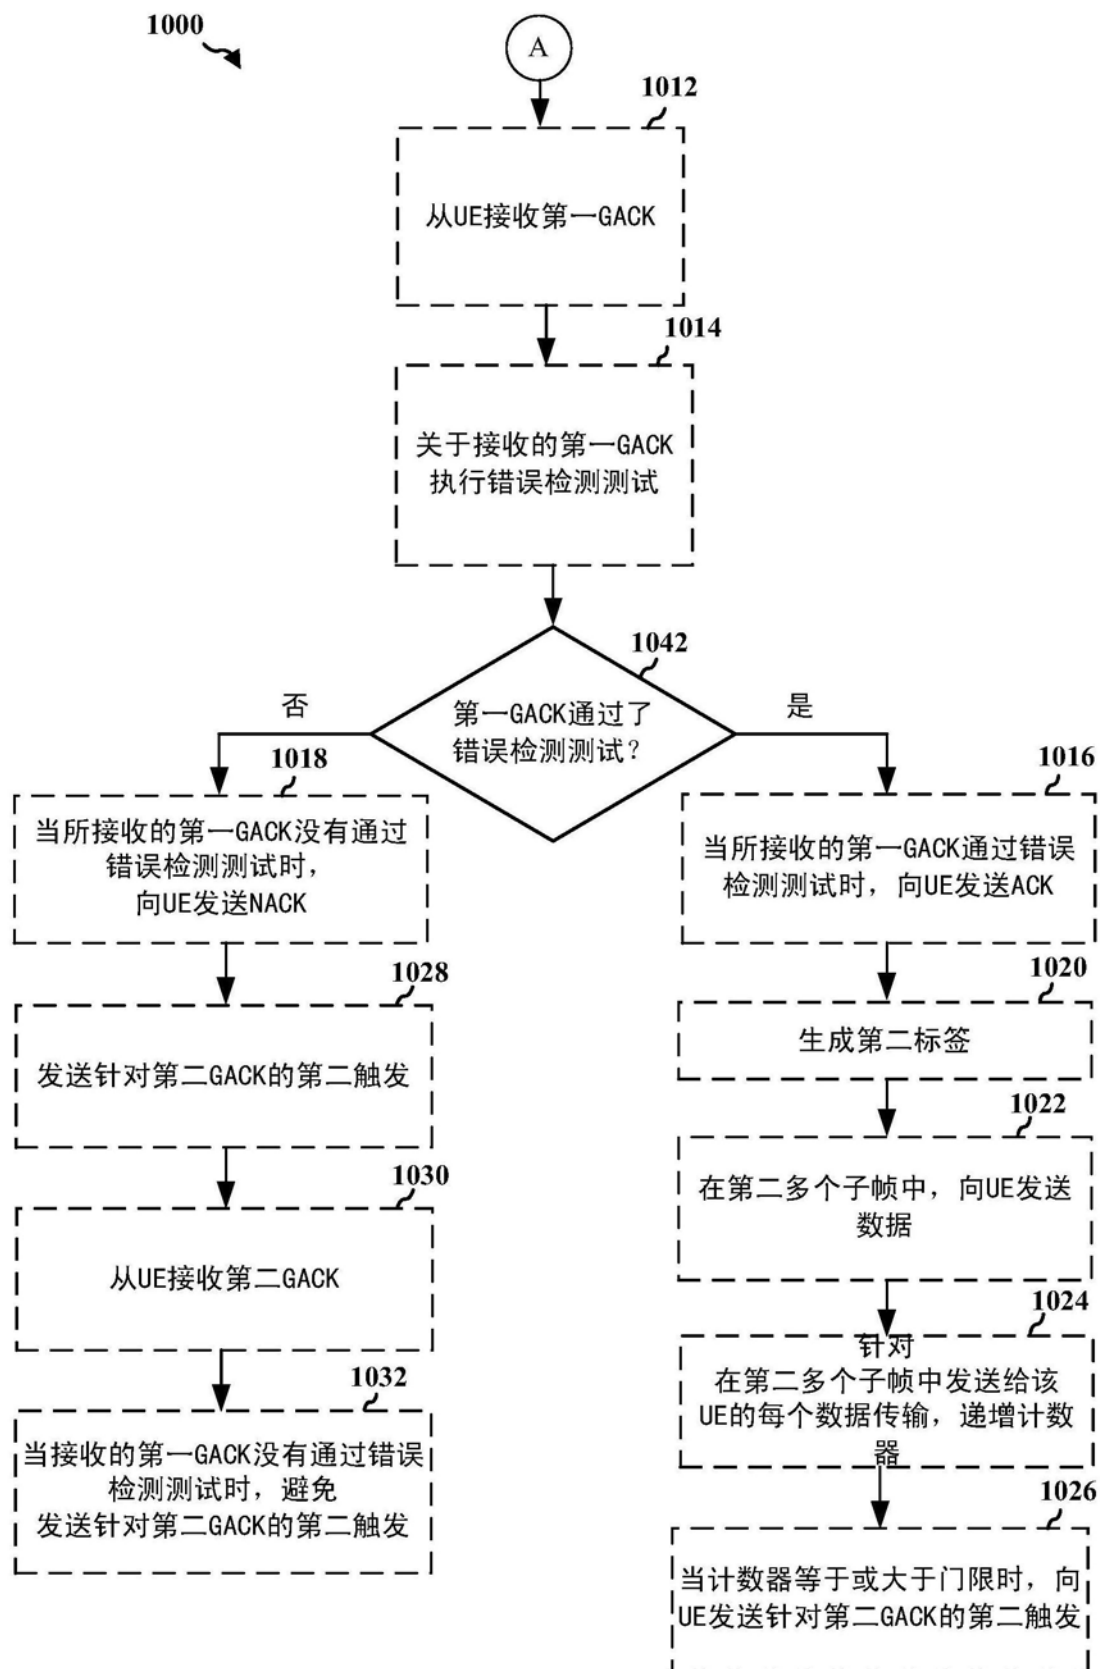 1000
A
1012
从UE接收第一GACK
1014
关于接收的第一GACK
执行错误检测测试
1042
第一GACK通过了
错误检测测试？
否
是
1018
当所接收的第一GACK没有通过
错误检测测试时，
向UE发送NACK
1016
当所接收的第一GACK通过错误
检测测试时，向UE发送ACK
1028
发送针对第二GACK的第二触发
1020
生成第二标签
1022
在第二多个子帧中，向UE发送
数据
1030
从UE接收第二GACK
1024
针对
在第二多个子帧中发送给该
UE的每个数据传输，递增计数
器
1032
当接收的第一GACK没有通过错误
检测测试时，避免
发送针对第二GACK的第二触发
1026
当计数器等于或大于门限时，向
UE发送针对第二GACK的第二触发